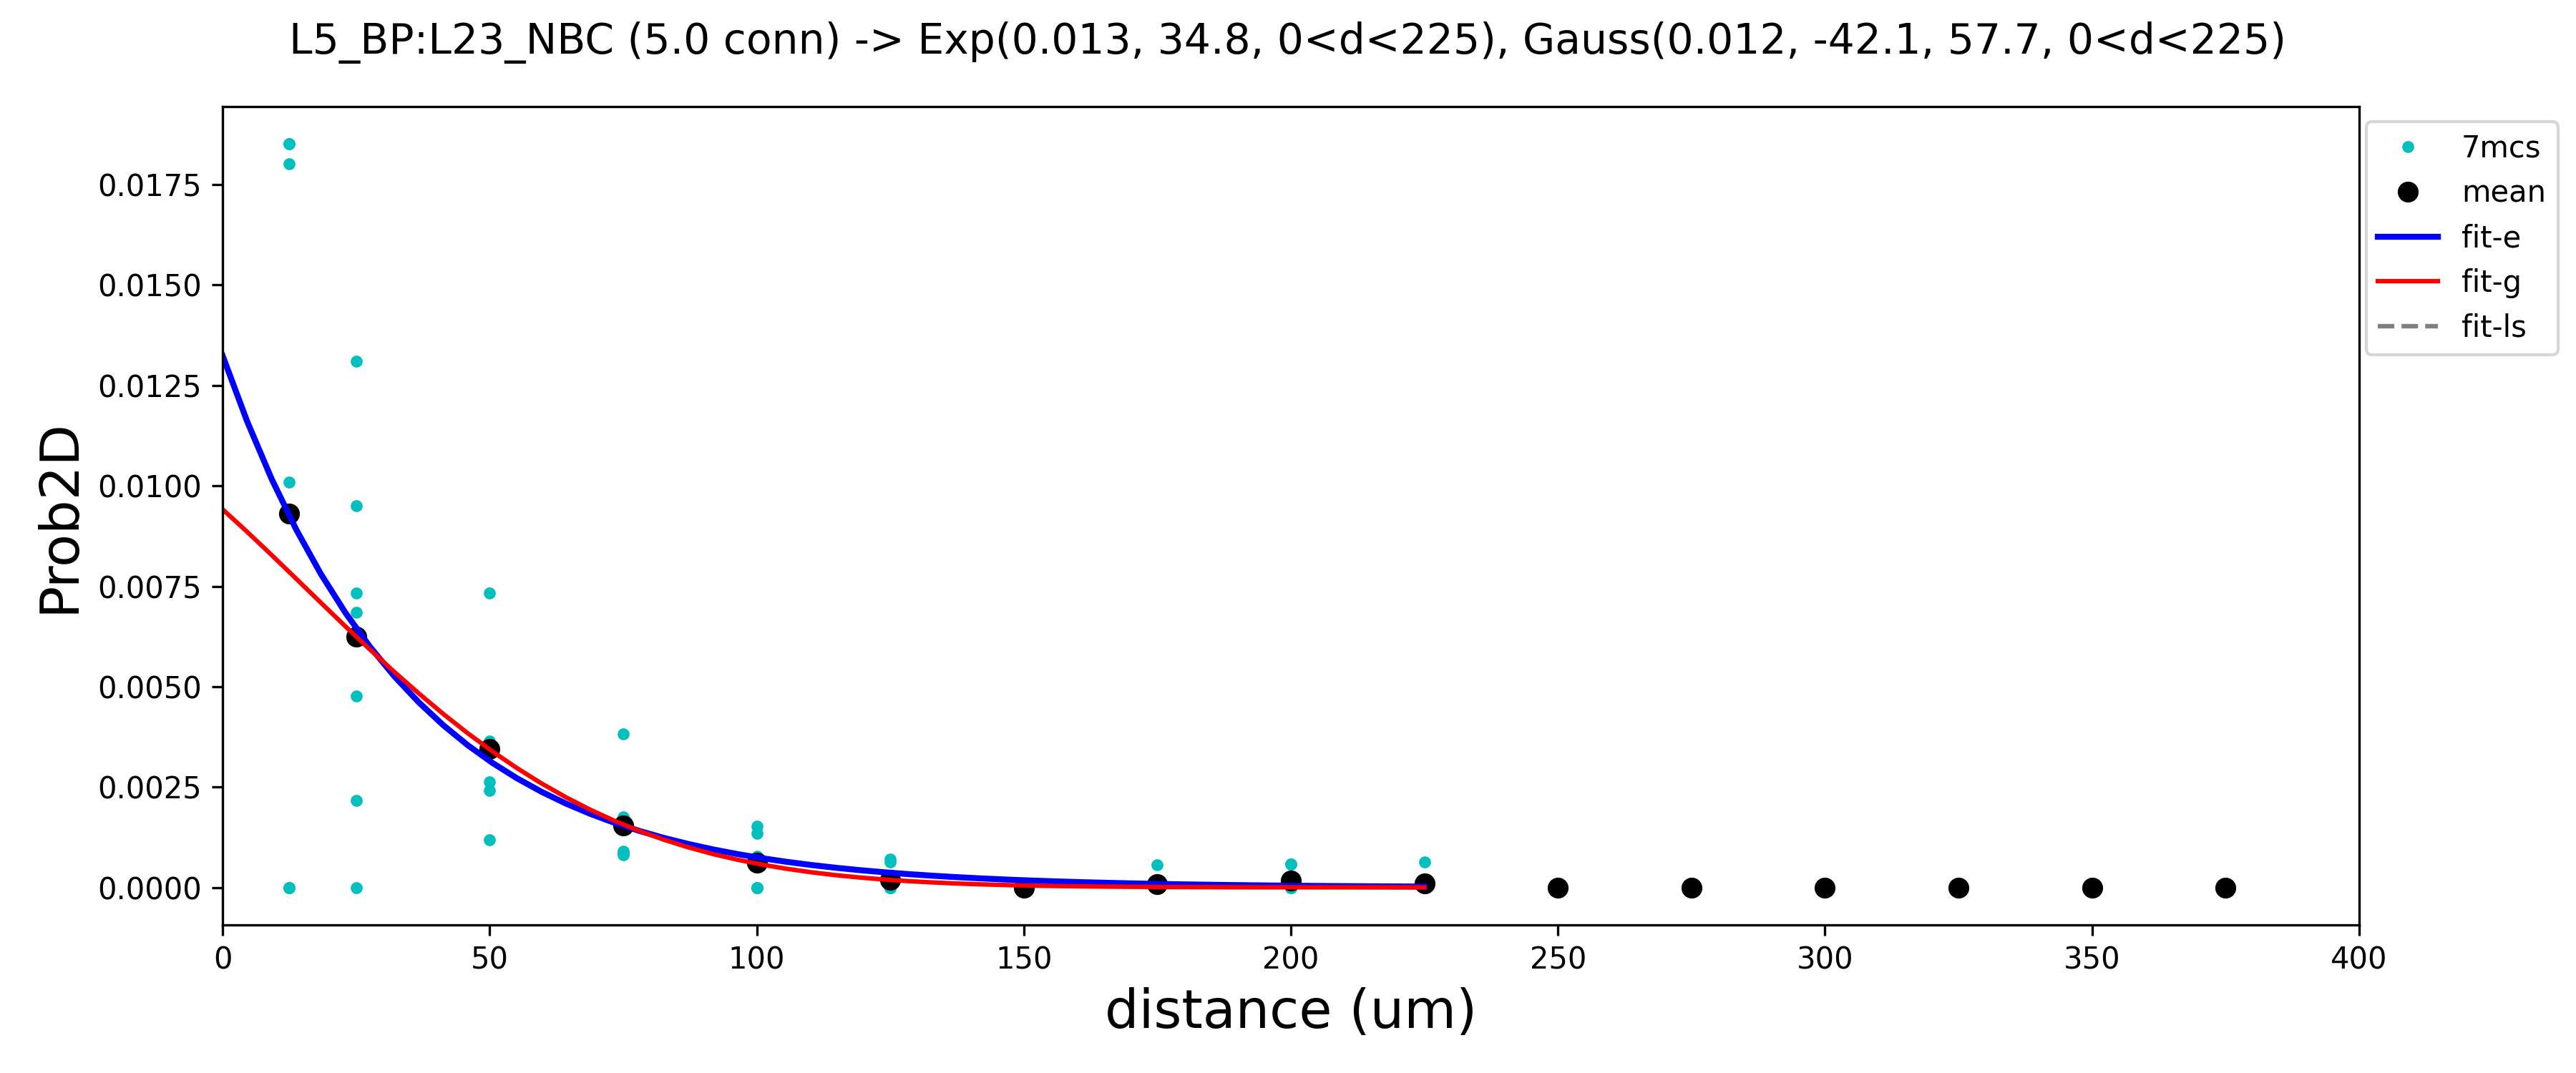 L5_BP:L23_NBC (5.0 conn) -> Exp(0.013, 34.8, 0<d<225), Gauss(0.012, -42.1, 57.7, 0<d<225)
7mcs
mean
fit-e
fit-g
fit-ls
Prob2D
0.0175
0.0150
0.0125
0.0100
0.0075
0.0050
0.0025
0.0000
0 50 100 150 200 250 300 350 400
distance (um)